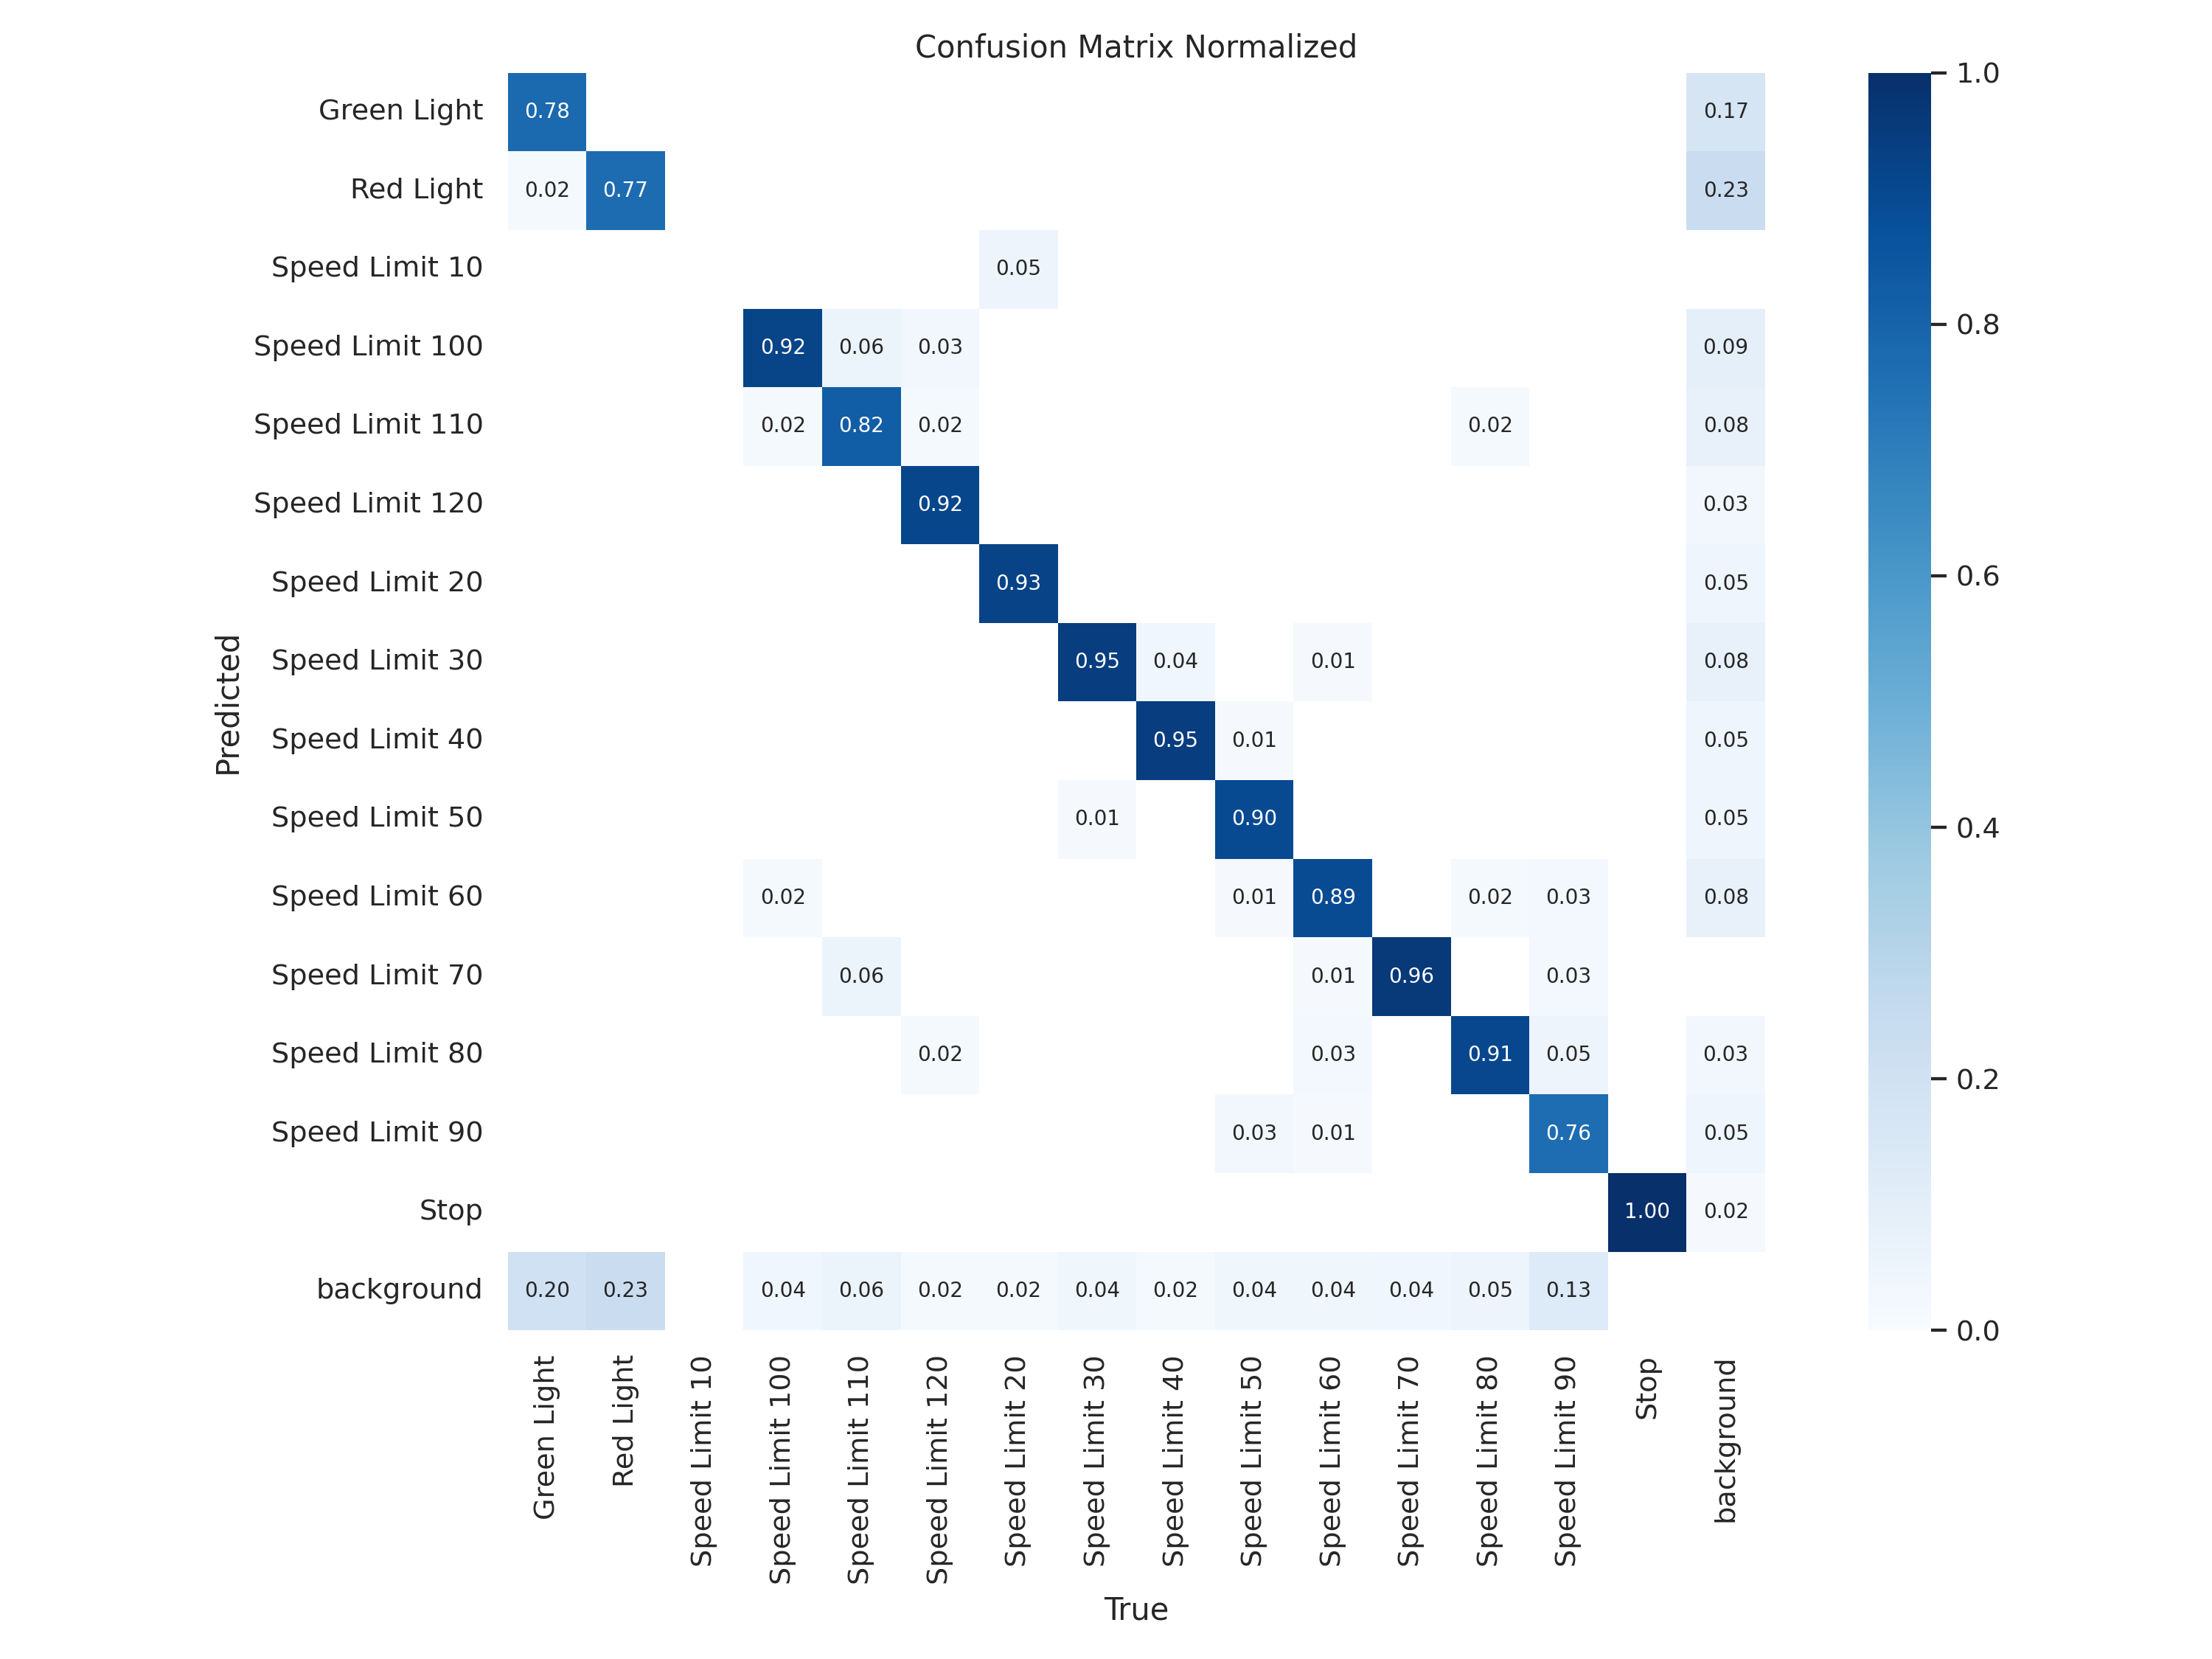 Confusion Matrix Normalized
Green Light 0.78 0.17
Red Light 0.02 0.77 0.23
Speed Limit 10 0.05
Speed Limit 100 0.92 0.06 0.03 0.09
Speed Limit 110 0.02 0.82 0.02 0.02 0.08
Speed Limit 120 0.92 0.03
Speed Limit 20 0.93 0.05
Speed Limit 30 0.95 0.04 0.01 0.08
Speed Limit 40 0.95 0.01 0.05
Speed Limit 50 0.01 0.90 0.05
Speed Limit 60 0.02 0.01 0.89 0.02 0.03 0.08
Speed Limit 70 0.06 0.01 0.96 0.03
Speed Limit 80 0.02 0.03 0.91 0.05 0.03
Speed Limit 90 0.03 0.01 0.76 0.05
Stop 1.00 0.02
background 0.20 0.23 0.04 0.06 0.02 0.02 0.04 0.02 0.04 0.04 0.04 0.05 0.13
Predicted
Green Light
Red Light
Speed Limit 10
Speed Limit 100
Speed Limit 110
Speed Limit 120
Speed Limit 20
Speed Limit 30
Speed Limit 40
Speed Limit 50
Speed Limit 60
Speed Limit 70
Speed Limit 80
Speed Limit 90
Stop
background
True
1.0
0.8
0.6
0.4
0.2
0.0